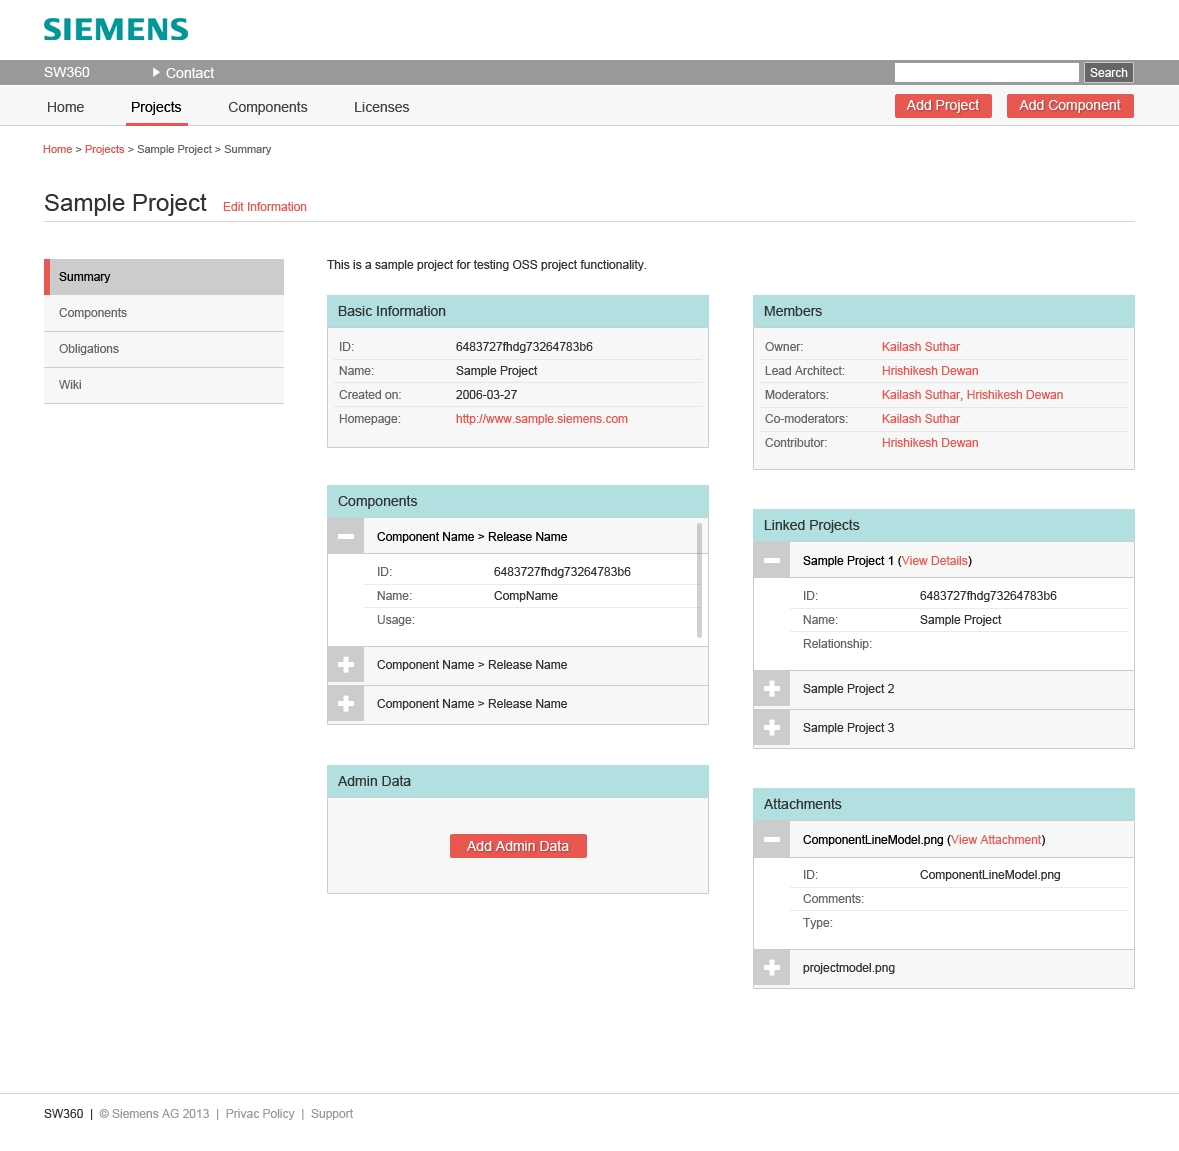 SIEMENS
SW360 Contact Search
Home Projects Components Licenses Add Project Add Component
Home > Projects > Sample Project > Summary
Sample Project Edit Information
Summary
Components
Obligations
Wiki
This is a sample project for testing OSS project functionality.
Basic Information
ID: 6483727fhdg73264783b6
Name: Sample Project
Created on: 2006-03-27
Homepage: http://www.sample.siemens.com
Components
Component Name > Release Name
ID: 6483727fhdg73264783b6
Name: CompName
Usage:
Component Name > Release Name
Component Name > Release Name
Admin Data
Add Admin Data
Members
Owner: Kailash Suthar
Lead Architect: Hrishikesh Dewan
Moderators: Kailash Suthar, Hrishikesh Dewan
Co-moderators: Kailash Suthar
Contributor: Hrishikesh Dewan
Linked Projects
Sample Project 1 (View Details)
ID: 6483727fhdg73264783b6
Name: Sample Project
Relationship:
Sample Project 2
Sample Project 3
Attachments
ComponentLineModel.png (View Attachment)
ID: ComponentLineModel.png
Comments:
Type:
projectmodel.png
SW360 | © Siemens AG 2013 | Privac Policy | Support